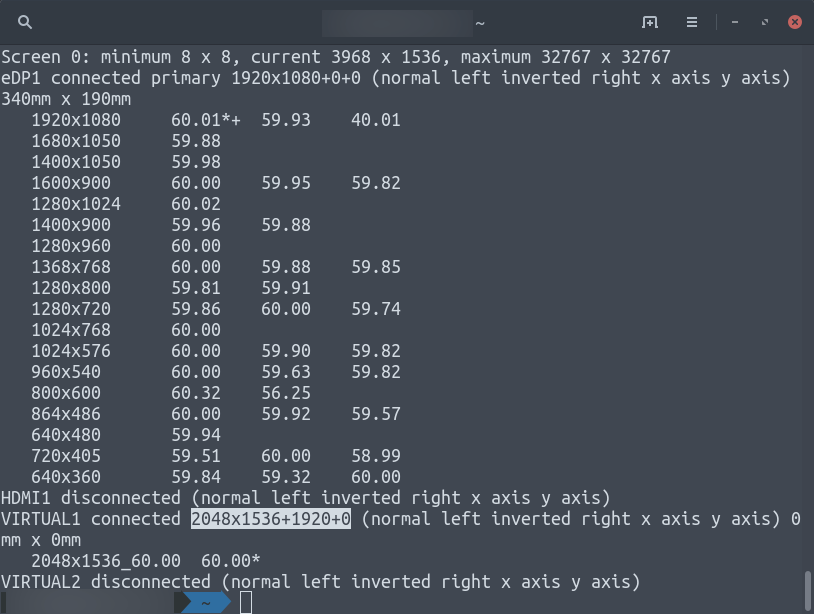 ~
Screen 0: minimum 8 x 8, current 3968 x 1536, maximum 32767 x 32767
eDP1 connected primary 1920x1080+0+0 (normal left inverted right x axis y axis)
340mm x 190mm
1920x1080 60.01*+ 59.93 40.01
1680x1050 59.88
1400x1050 59.98
1600x900 60.00 59.95 59.82
1280x1024 60.02
1400x900 59.96 59.88
1280x960 60.00
1368x768 60.00 59.88 59.85
1280x800 59.81 59.91
1280x720 59.86 60.00 59.74
1024x768 60.00
1024x576 60.00 59.90 59.82
960x540 60.00 59.63 59.82
800x600 60.32 56.25
864x486 60.00 59.92 59.57
640x480 59.94
720x405 59.51 60.00 58.99
640x360 59.84 59.32 60.00
HDMI1 disconnected (normal left inverted right x axis y axis)
VIRTUAL1 connected 2048x1536+1920+0 (normal left inverted right x axis y axis) 0
mm x 0mm
2048x1536_60.00 60.00*
VIRTUAL2 disconnected (normal left inverted right x axis y axis)
~